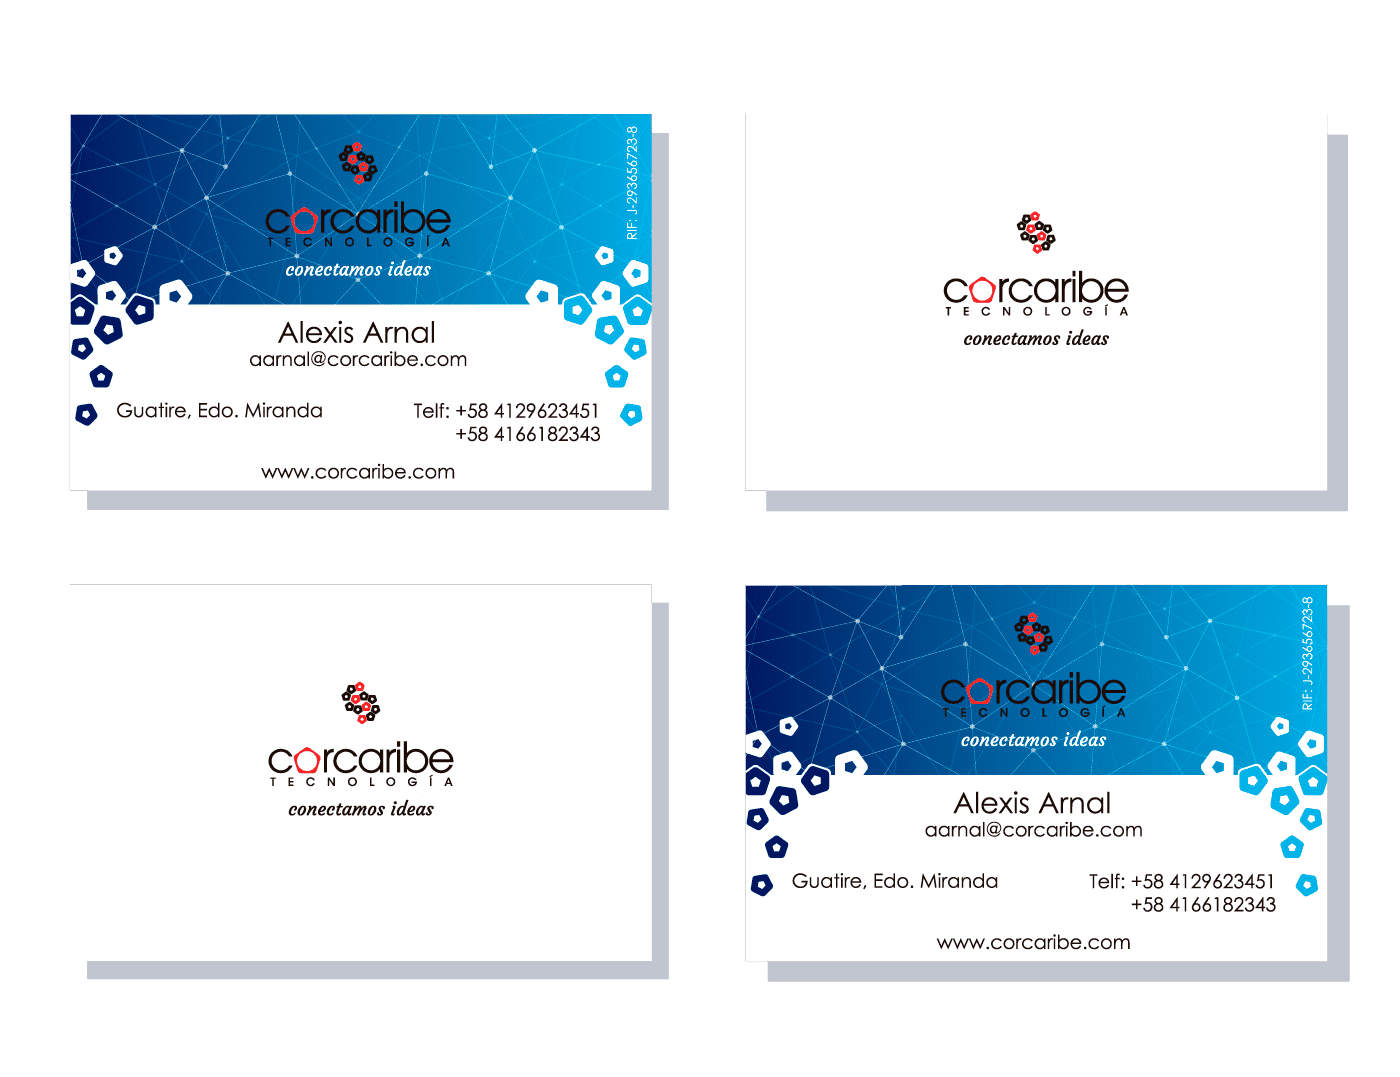 RIF: J-293656723-8
corcaribe
TECNOLOGÍA
conectamos ideas
Alexis Arnal
aarnal@corcaribe.com
Guatire, Edo. Miranda
Telf: +58 4129623451
+58 4166182343
www.corcaribe.com
corcaribe
TECNOLOGÍA
conectamos ideas
corcaribe
TECNOLOGÍA
conectamos ideas
RIF: J-293656723-8
corcaribe
TECNOLOGÍA
conectamos ideas
Alexis Arnal
aarnal@corcaribe.com
Guatire, Edo. Miranda
Telf: +58 4129623451
+58 4166182343
www.corcaribe.com